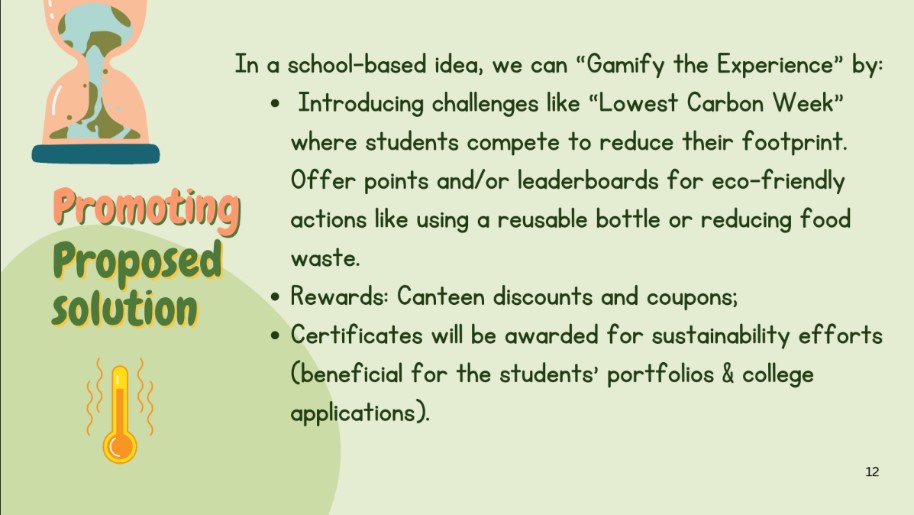 Promoting
Proposed
solution
In a school-based idea, we can “Gamify the Experience” by:
• Introducing challenges like “Lowest Carbon Week”
where students compete to reduce their footprint.
Offer points and/or leaderboards for eco-friendly
actions like using a reusable bottle or reducing food
waste.
• Rewards: Canteen discounts and coupons;
• Certificates will be awarded for sustainability efforts
(beneficial for the students’ portfolios & college
applications).
12